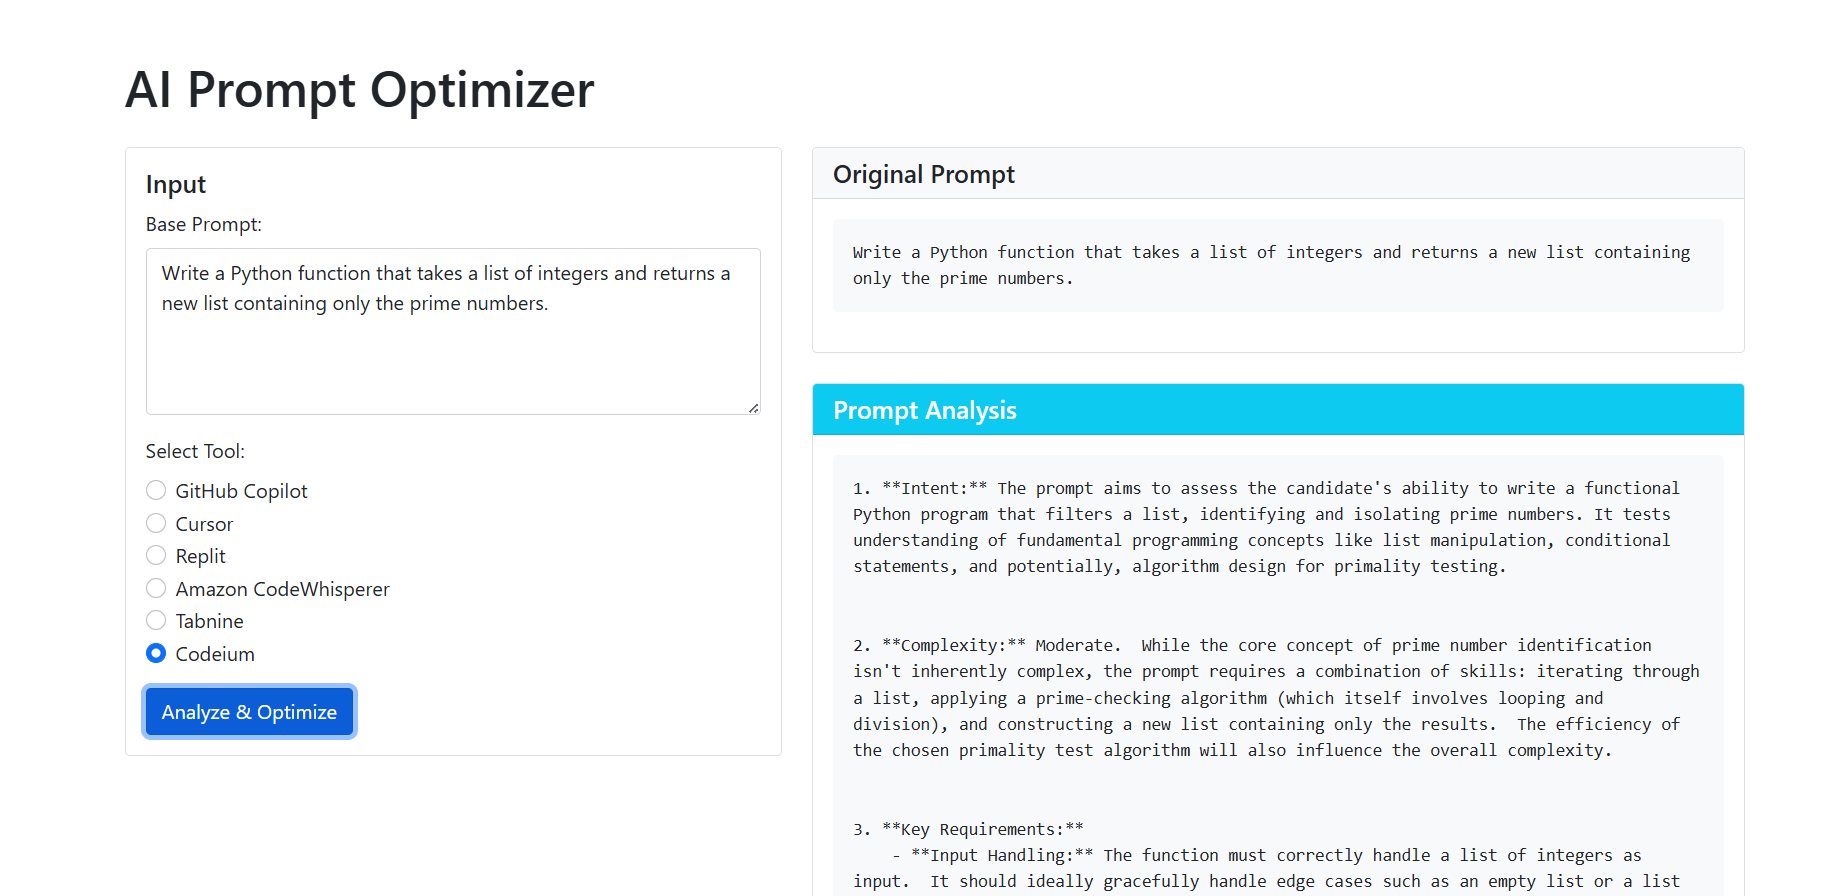 AI Prompt Optimizer
Input
Base Prompt:
Write a Python function that takes a list of integers and returns a
new list containing only the prime numbers.
Select Tool:
GitHub Copilot
Cursor
Replit
Amazon CodeWhisperer
Tabnine
Codeium
Analyze & Optimize
Original Prompt
Write a Python function that takes a list of integers and returns a new list containing
only the prime numbers.
Prompt Analysis
1. **Intent:** The prompt aims to assess the candidate's ability to write a functional
Python program that filters a list, identifying and isolating prime numbers. It tests
understanding of fundamental programming concepts like list manipulation, conditional
statements, and potentially, algorithm design for primality testing.
2. **Complexity:** Moderate.  While the core concept of prime number identification
isn't inherently complex, the prompt requires a combination of skills: iterating through
a list, applying a prime-checking algorithm (which itself involves looping and
division), and constructing a new list containing only the results.  The efficiency of
the chosen primality test algorithm will also influence the overall complexity.
3. **Key Requirements:**
    - **Input Handling:** The function must correctly handle a list of integers as
input.  It should ideally gracefully handle edge cases such as an empty list or a list